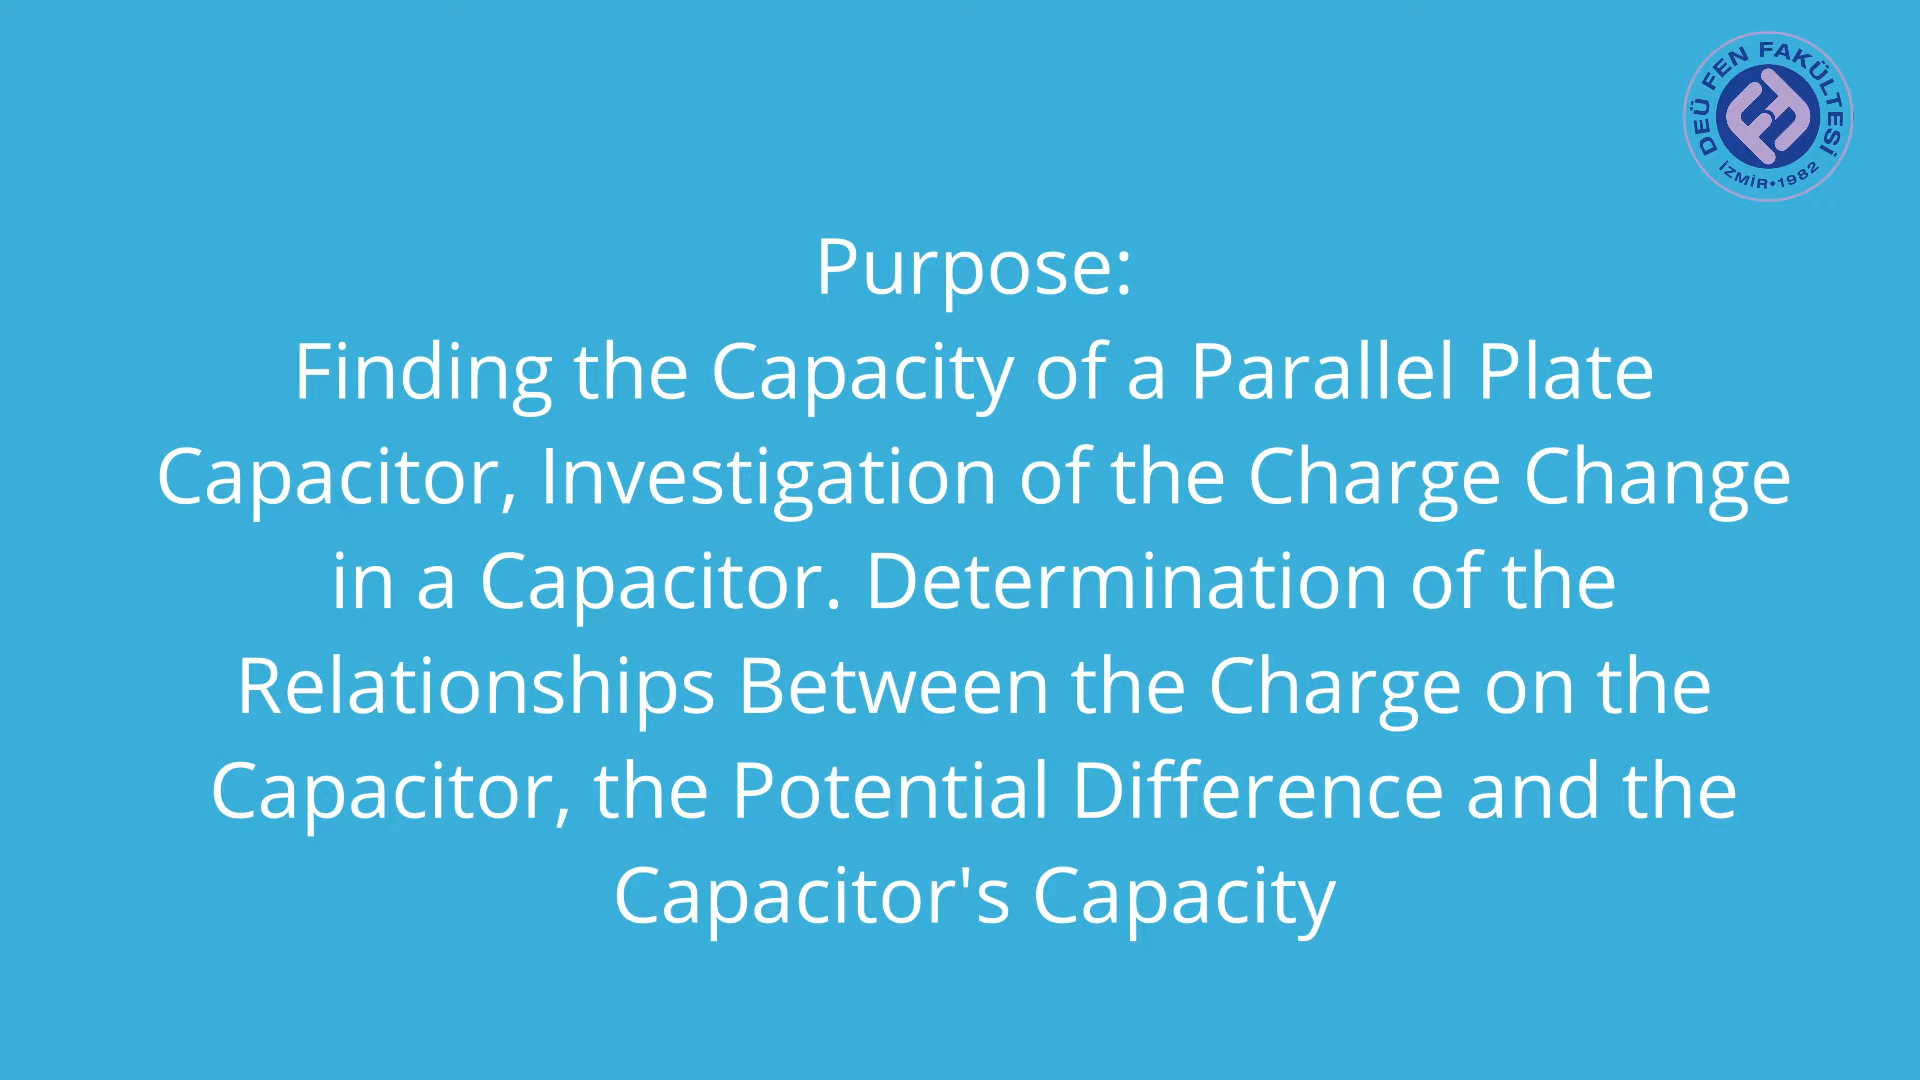 DEÜ FEN FAKÜLTESİ
İZMİR•1982
Purpose:
Finding the Capacity of a Parallel Plate
Capacitor, Investigation of the Charge Change
in a Capacitor. Determination of the
Relationships Between the Charge on the
Capacitor, the Potential Difference and the
Capacitor's Capacity